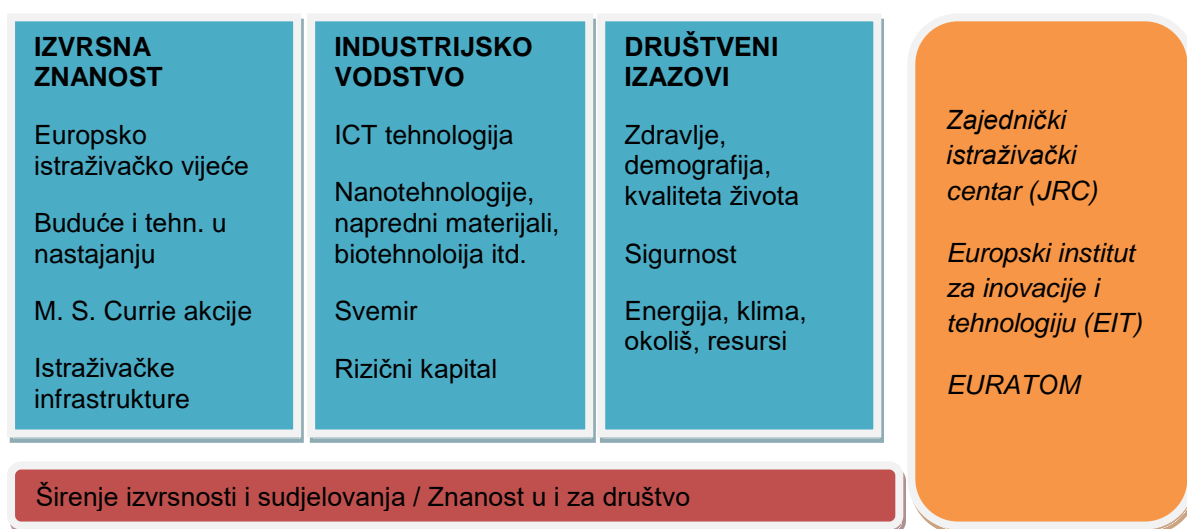 IZVRSNA
ZNANOST
Europsko
istraživačko vijeće
Buduće i tehn. u
nastajanju
M. S. Currie akcije
Istraživačke
infrastrukture
INDUSTRIJSKO
VODSTVO
ICT tehnologija
Nanotehnologije,
napredni materijali,
biotehnoloija itd.
Svemir
Rizični kapital
DRUŠTVENI
IZAZOVI
Zdravlje,
demografija,
kvaliteta života
Sigurnost
Energija, klima,
okoliš, resursi
Zajednički
istraživački
centar (JRC)
Europski institut
za inovacije i
tehnologiju (EIT)
EURATOM
Širenje izvrsnosti i sudjelovanja / Znanost u i za društvo